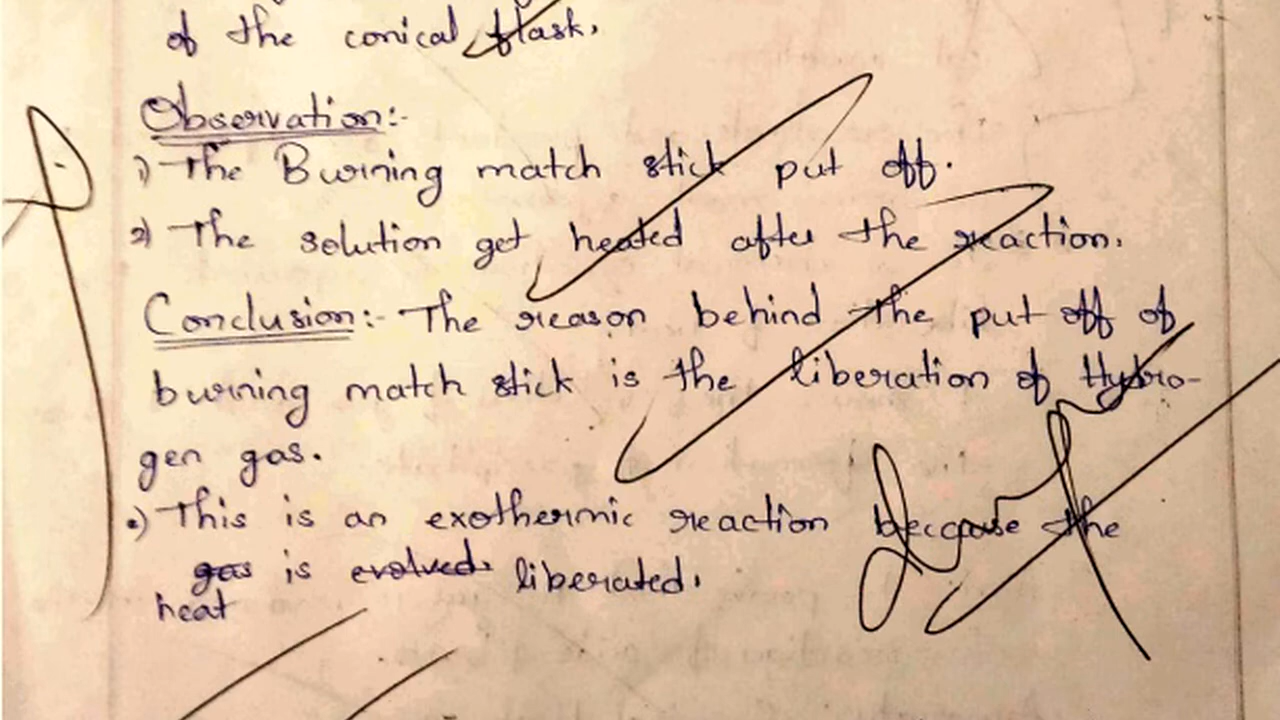 of the conical flask.
Observation:-
1) The Burning match stick put off.
2) The solution get heated after the reaction.
Conclusion:- The reason behind the put off of
burning match stick is the liberation of Hydro-
gen gas.
•) This is an exothermic reaction because the
gas is evolved. liberated.
heat